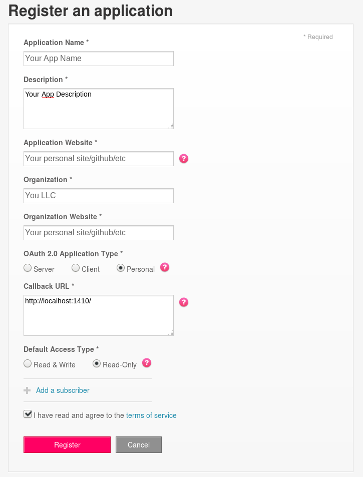 Register an application
* Required
Application Name *
Your App Name
Description *
Your App Description
Application Website *
Your personal site/github/etc
?
Organization *
You LLC
Organization Website *
Your personal site/github/etc
OAuth 2.0 Application Type *
Server Client Personal ?
Callback URL *
http://localhost:1410/
?
Default Access Type *
Read & Write Read-Only ?
+ Add a subscriber
I have read and agree to the terms of service
Register Cancel